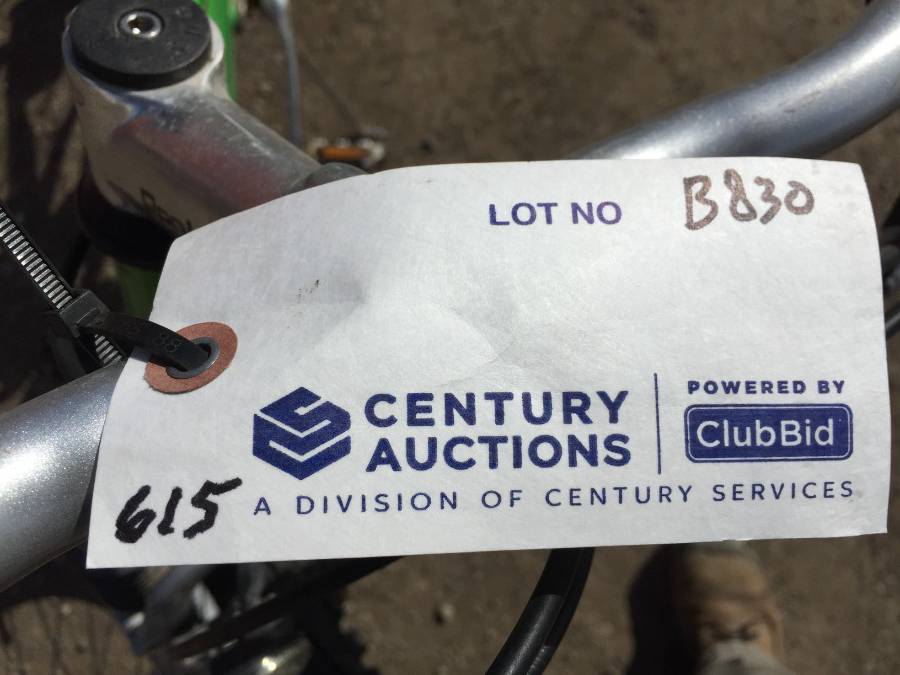 LOT NO B830
CENTURY
AUCTIONS
POWERED BY
ClubBid
A DIVISION OF CENTURY SERVICES
615